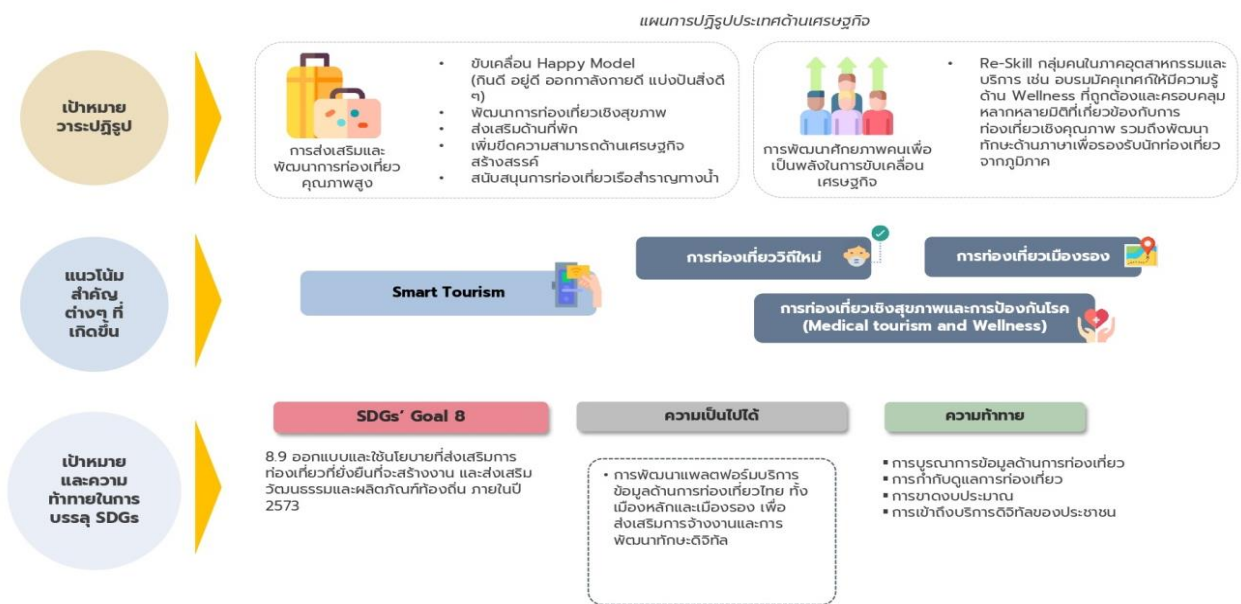 แผนการปฏิรูปประเทศด้านเศรษฐกิจ
เป้าหมาย
วาระปฏิรูป
การส่งเสริมและ
พัฒนาการท่องเที่ยว
คุณภาพสูง
• ขับเคลื่อน Happy Model
(กินดี อยู่ดี ออกกาลังกายดี แบ่งปันสิ่งดี
ๆ)
• พัฒนาการท่องเที่ยวเชิงสุขภาพ
• ส่งเสริมด้านที่พัก
• เพิ่มขีดความสามารถด้านเศรษฐกิจ
สร้างสรรค์
• สนับสนุนการท่องเที่ยวเรือสำราญทางน้ำ
การพัฒนาศักยภาพคนเพื่อ
เป็นพลังในการขับเคลื่อน
เศรษฐกิจ
• Re-Skill กลุ่มคนในภาคอุตสาหกรรมและ
บริการ เช่น อบรมมัคคุเทศก์ให้มีความรู้
ด้าน Wellness ที่ถูกต้องและครอบคลุม
หลากหลายมิติที่เกี่ยวข้องกับการ
ท่องเที่ยวเชิงคุณภาพ รวมถึงพัฒนา
ทักษะด้านภาษาเพื่อรองรับนักท่องเที่ยว
จากภูมิภาค
แนวโน้ม
สำคัญ
ต่างๆ ที่
เกิดขึ้น
Smart Tourism
การท่องเที่ยววิถีใหม่
การท่องเที่ยวเมืองรอง
การท่องเที่ยวเชิงสุขภาพและการป้องกันโรค
(Medical tourism and Wellness)
เป้าหมาย
และความ
ท้าทายในการ
บรรลุ SDGs
SDGs’ Goal 8
8.9 ออกแบบและใช้นโยบายที่ส่งเสริมการ
ท่องเที่ยวที่ยั่งยืนที่จะสร้างงาน และส่งเสริม
วัฒนธรรมและผลิตภัณฑ์ท้องถิ่น ภายในปี
2573
ความเป็นไปได้
• การพัฒนาแพลตฟอร์มบริการ
ข้อมูลด้านการท่องเที่ยวไทย ทั้ง
เมืองหลักและเมืองรอง เพื่อ
ส่งเสริมการจ้างงานและการ
พัฒนาทักษะดิจิทัล
ความท้าทาย
▪ การบูรณาการข้อมูลด้านการท่องเที่ยว
▪ การกำกับดูแลการท่องเที่ยว
▪ การขาดงบประมาณ
▪ การเข้าถึงบริการดิจิทัลของประชาชน